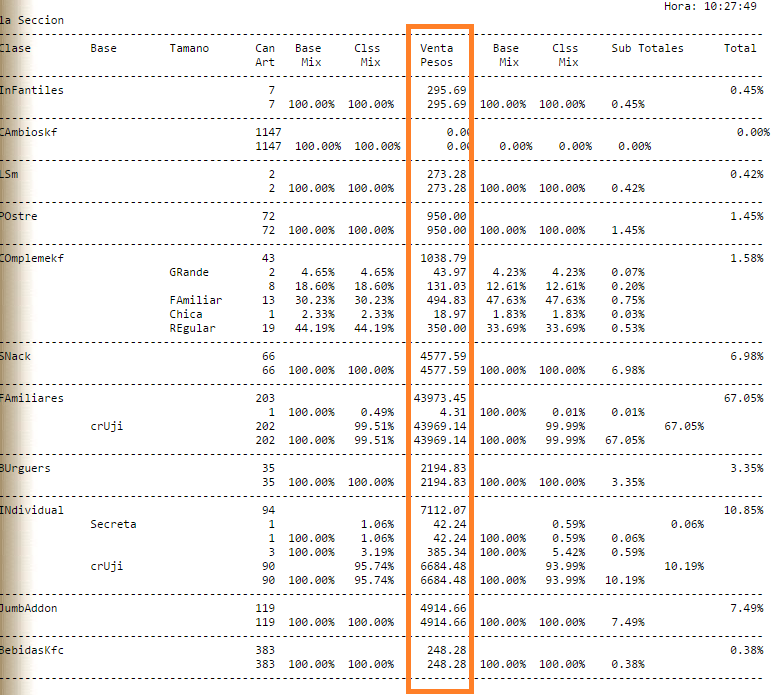 Hora: 10:27:49
la Seccion
Clase Base Tamano Can Base Clss Venta Base Clss Sub Totales Total
Art Mix Mix Pesos Mix Mix
InFantiles 7 295.69 0.45%
7 100.00% 100.00% 295.69 100.00% 100.00% 0.45%
CAmbioskf 1147 0.00 0.00%
1147 100.00% 100.00% 0.00 0.00% 0.00% 0.00%
LSm 2 273.28 0.42%
2 100.00% 100.00% 273.28 100.00% 100.00% 0.42%
POstre 72 950.00 1.45%
72 100.00% 100.00% 950.00 100.00% 100.00% 1.45%
COmplemekf 43 1038.79 1.58%
GRande 2 4.65% 4.65% 43.97 4.23% 4.23% 0.07%
8 18.60% 18.60% 131.03 12.61% 12.61% 0.20%
FAmiliar 13 30.23% 30.23% 494.83 47.63% 47.63% 0.75%
Chica 1 2.33% 2.33% 18.97 1.83% 1.83% 0.03%
REgular 19 44.19% 44.19% 350.00 33.69% 33.69% 0.53%
SNack 66 4577.59 6.98%
66 100.00% 100.00% 4577.59 100.00% 100.00% 6.98%
FAmiliares 203 43973.45 67.05%
1 100.00% 0.49% 4.31 100.00% 0.01% 0.01%
crUji 202 99.51% 43969.14 99.99% 67.05%
202 100.00% 99.51% 43969.14 100.00% 99.99% 67.05%
BUrguers 35 2194.83 3.35%
35 100.00% 100.00% 2194.83 100.00% 100.00% 3.35%
INdividual 94 7112.07 10.85%
Secreta 1 1.06% 42.24 0.59% 0.06%
1 100.00% 1.06% 42.24 100.00% 0.59% 0.06%
3 100.00% 3.19% 385.34 100.00% 5.42% 0.59%
crUji 90 95.74% 6684.48 93.99% 10.19%
90 100.00% 95.74% 6684.48 100.00% 93.99% 10.19%
JumbAddon 119 4914.66 7.49%
119 100.00% 100.00% 4914.66 100.00% 100.00% 7.49%
BebidasKfc 383 248.28 0.38%
383 100.00% 100.00% 248.28 100.00% 100.00% 0.38%